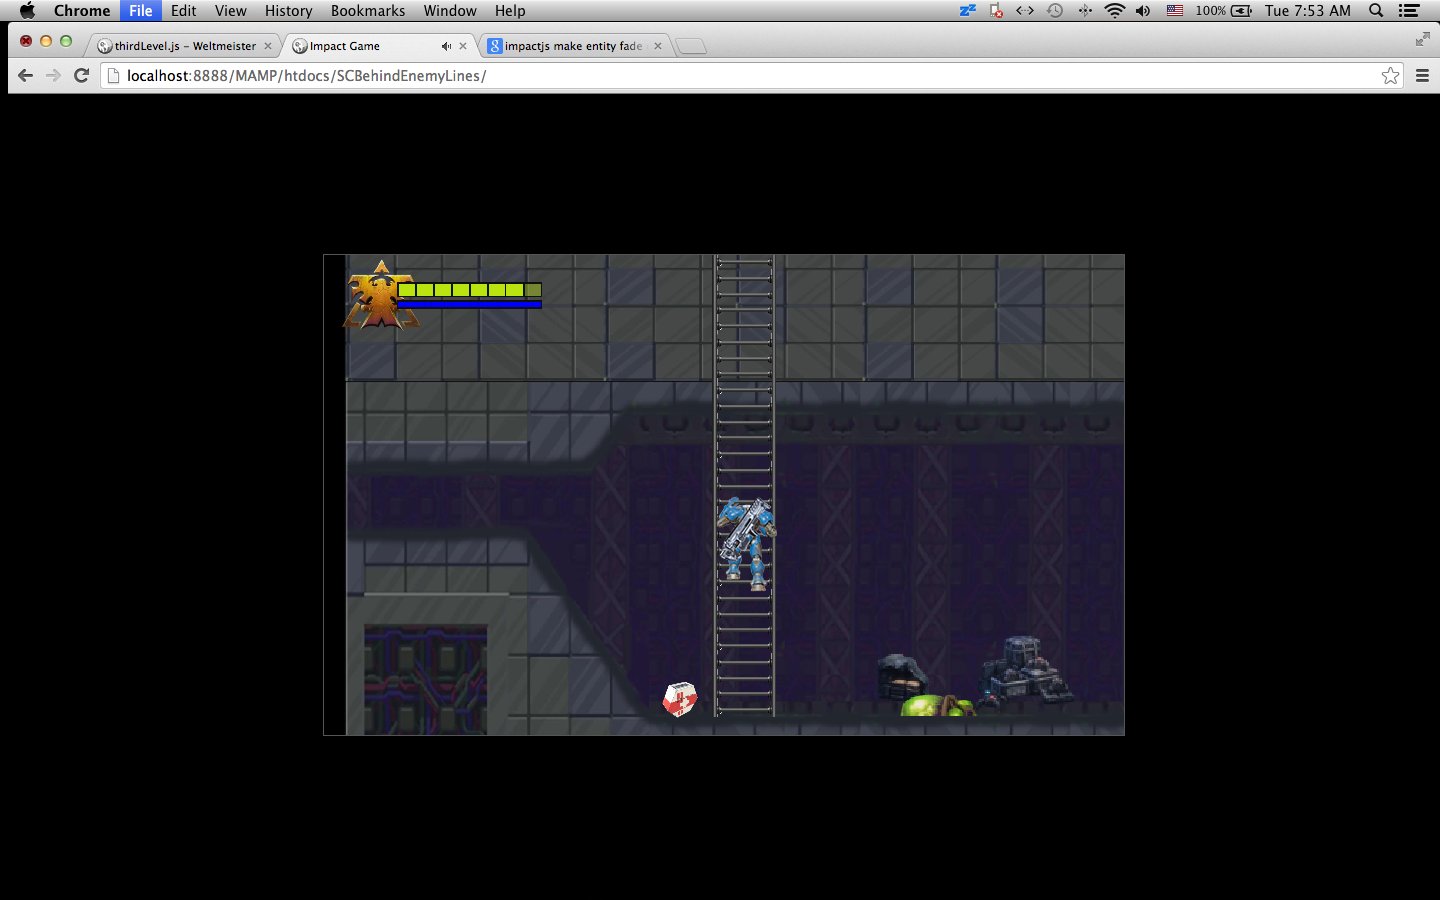 Chrome File Edit View History Bookmarks Window Help 100% Tue 7:53 AM
thirdLevel.js – Weltmeister Impact Game impactjs make entity fade
localhost:8888/MAMP/htdocs/SCBehindEnemyLines/